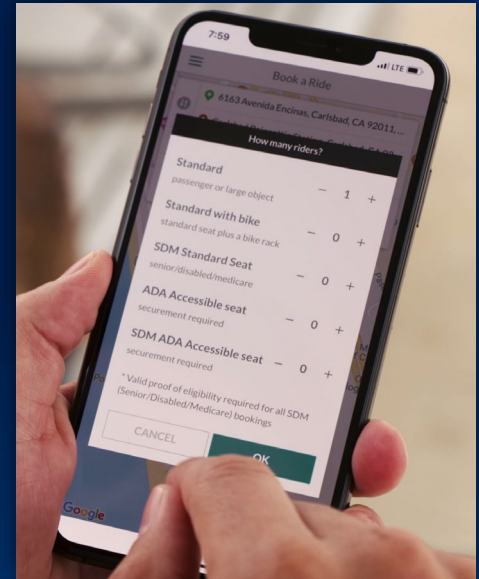 7:59
LTE
Book a Ride
6163 Avenida Encinas, Carlsbad, CA 92011, ...
How many riders?
Standard
passenger or large object
− 1 +
Standard with bike
standard seat plus a bike rack
− 0 +
SDM Standard Seat
senior/disabled/medicare
− 0 +
ADA Accessible seat
securement required
− 0 +
SDM ADA Accessible seat
securement required
− 0 +
* Valid proof of eligibility required for all SDM
(Senior/Disabled/Medicare) bookings
CANCEL
OK
Google